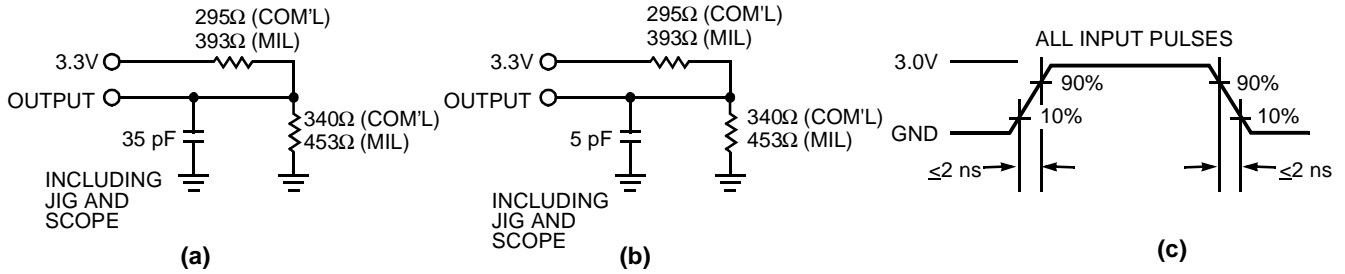 295Ω (COM'L)
393Ω (MIL)
3.3V
OUTPUT
340Ω (COM'L)
453Ω (MIL)
35 pF
INCLUDING
JIG AND
SCOPE
(a)
295Ω (COM'L)
393Ω (MIL)
3.3V
OUTPUT
340Ω (COM'L)
453Ω (MIL)
5 pF
INCLUDING
JIG AND
SCOPE
(b)
ALL INPUT PULSES
3.0V
90%
90%
10%
10%
GND
≤2 ns
≤2 ns
(c)